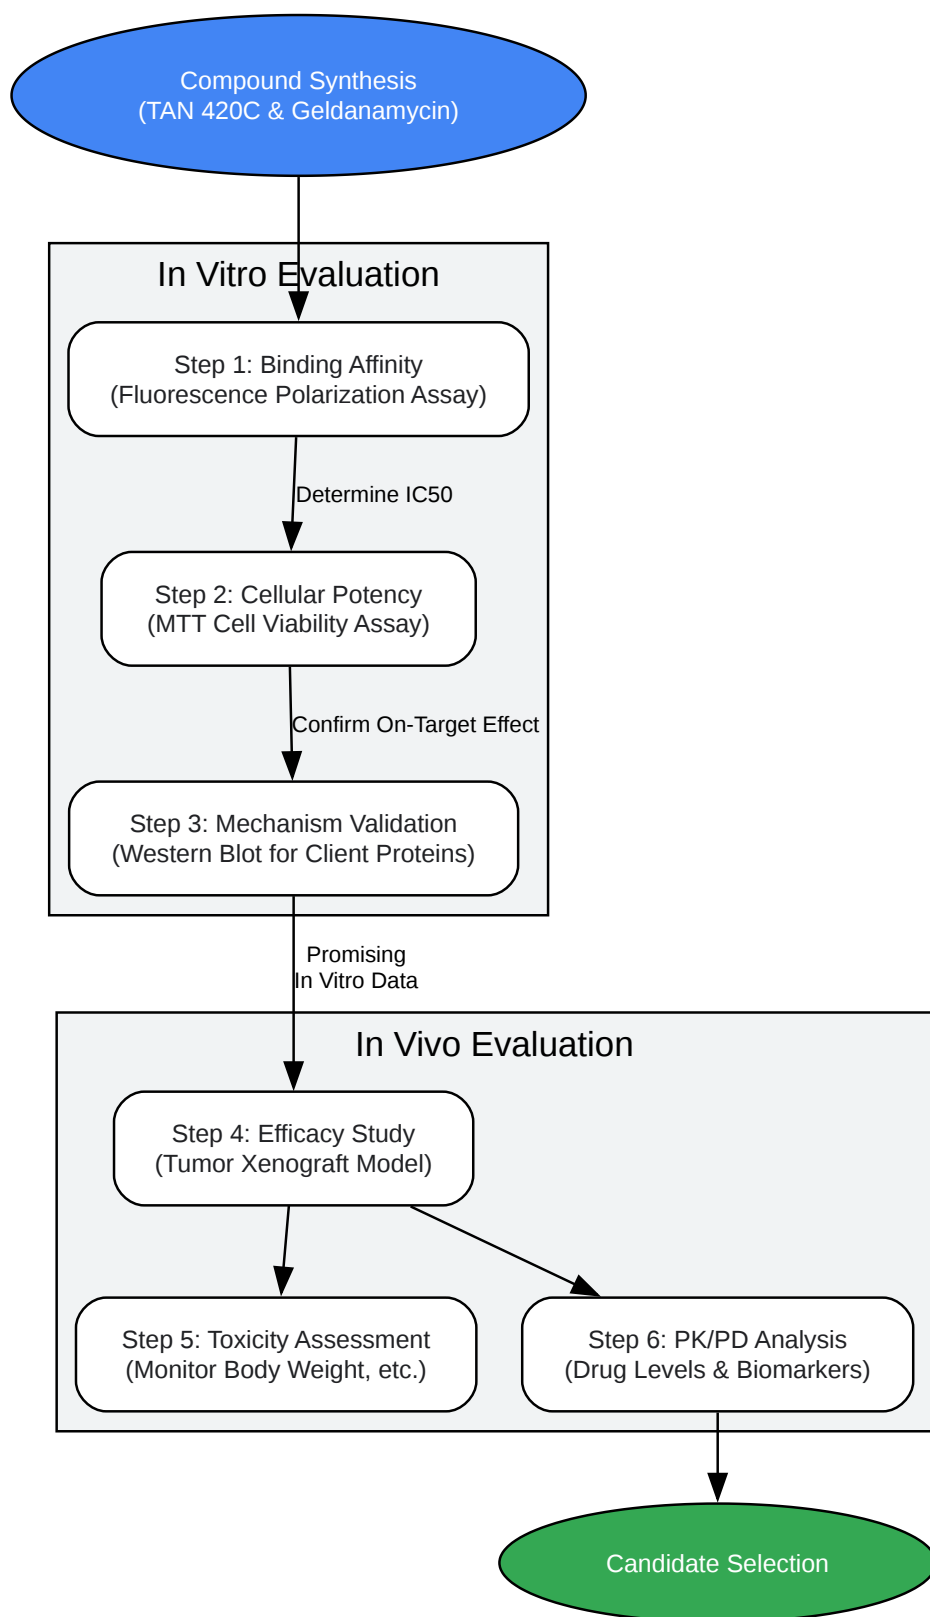 Compound Synthesis
(TAN 420C & Geldanamycin)
In Vitro Evaluation
Step 1: Binding Affinity
(Fluorescence Polarization Assay)
Determine IC50
Step 2: Cellular Potency
(MTT Cell Viability Assay)
Confirm On-Target Effect
Step 3: Mechanism Validation
(Western Blot for Client Proteins)
Promising
In Vitro Data
In Vivo Evaluation
Step 4: Efficacy Study
(Tumor Xenograft Model)
Step 5: Toxicity Assessment
(Monitor Body Weight, etc.)
Step 6: PK/PD Analysis
(Drug Levels & Biomarkers)
Candidate Selection